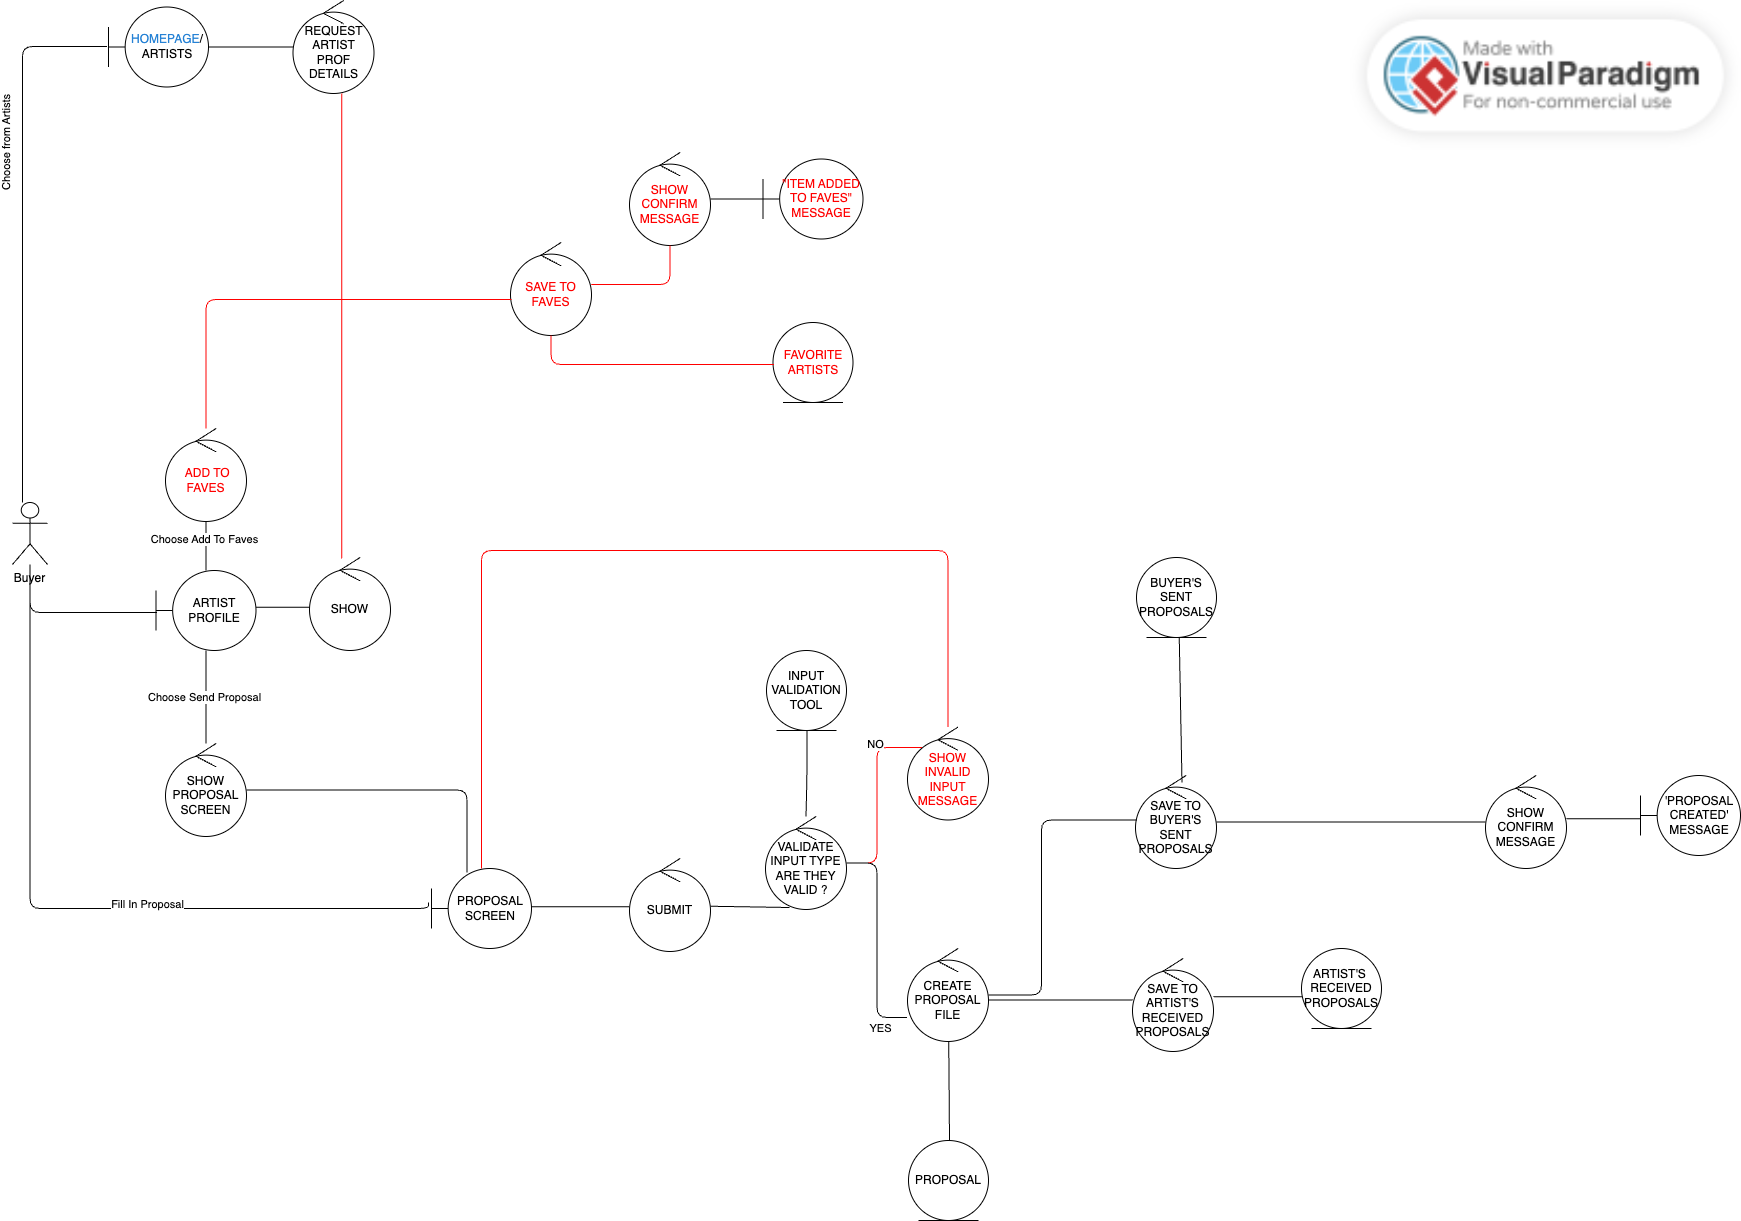 HOMEPAGE/
ARTISTS
REQUEST
ARTIST
PROF
DETAILS
Made with
Visual Paradigm
For non-commercial use
Choose from Artists
SHOW
CONFIRM
MESSAGE
"ITEM ADDED
TO FAVES"
MESSAGE
SAVE TO
FAVES
FAVORITE
ARTISTS
ADD TO
FAVES
Choose Add To Faves
Buyer
ARTIST
PROFILE
SHOW
Choose Send Proposal
SHOW
PROPOSAL
SCREEN
INPUT
VALIDATION
TOOL
BUYER'S
SENT
PROPOSALS
NO
SHOW
INVALID
INPUT
MESSAGE
VALIDATE
INPUT TYPE
ARE THEY
VALID ?
SAVE TO
BUYER'S
SENT
PROPOSALS
SHOW
CONFIRM
MESSAGE
'PROPOSAL
CREATED'
MESSAGE
Fill In Proposal
PROPOSAL
SCREEN
SUBMIT
YES
CREATE
PROPOSAL
FILE
SAVE TO
ARTIST'S
RECEIVED
PROPOSALS
ARTIST'S
RECEIVED
PROPOSALS
PROPOSAL